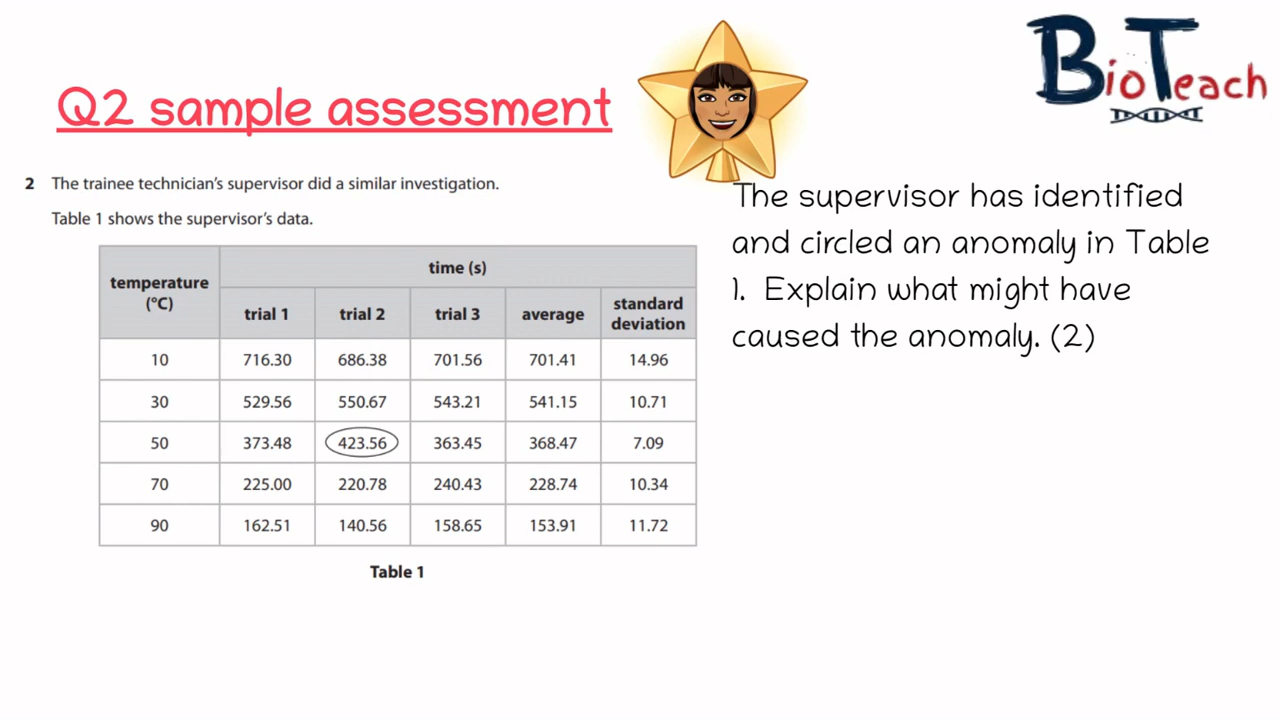 BioTeach
Q2 sample assessment
2 The trainee technician's supervisor did a similar investigation.
Table 1 shows the supervisor's data.
temperature (°C) time (s)
trial 1 trial 2 trial 3 average standard deviation
10 716.30 686.38 701.56 701.41 14.96
30 529.56 550.67 543.21 541.15 10.71
50 373.48 423.56 363.45 368.47 7.09
70 225.00 220.78 240.43 228.74 10.34
90 162.51 140.56 158.65 153.91 11.72
Table 1
The supervisor has identified
and circled an anomaly in Table
1. Explain what might have
caused the anomaly. (2)